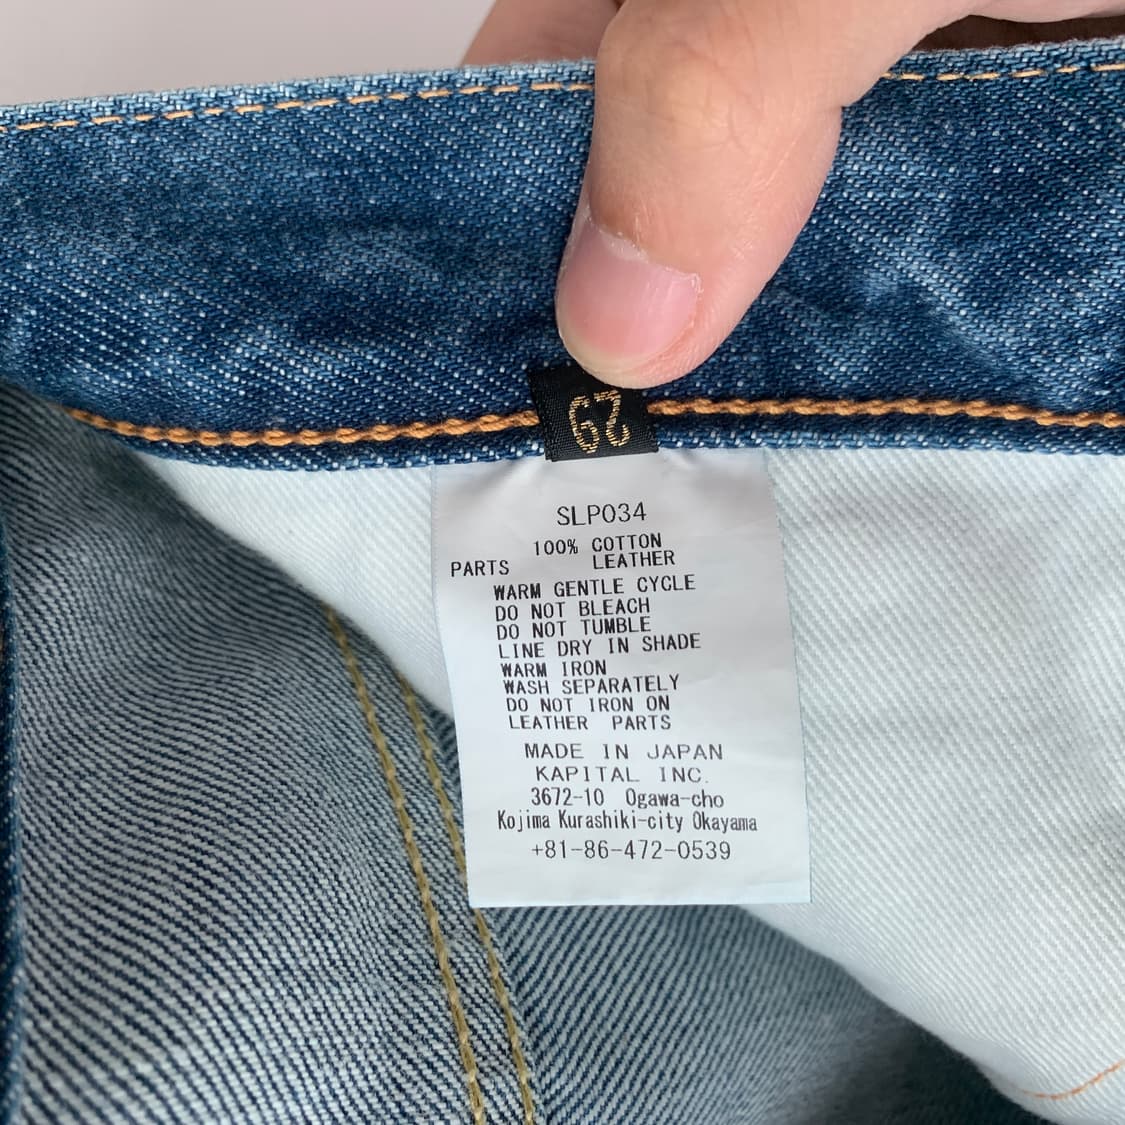 29
SLP034
100% COTTON
PARTS LEATHER
WARM GENTLE CYCLE
DO NOT BLEACH
DO NOT TUMBLE
LINE DRY IN SHADE
WARM IRON
WASH SEPARATELY
DO NOT IRON ON
LEATHER PARTS
MADE IN JAPAN
KAPITAL INC.
3672-10 Ogawa-cho
Kojima Kurashiki-city Okayama
+81-86-472-0539